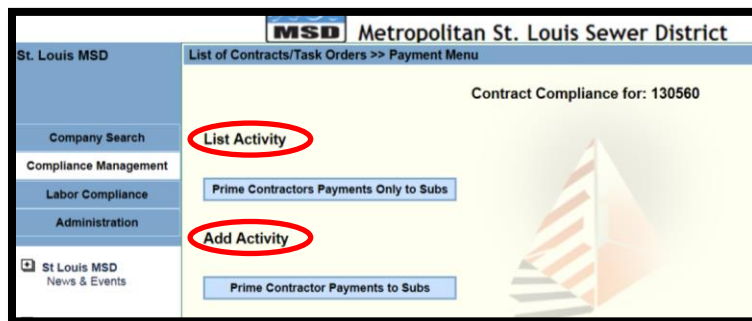 MSD Metropolitan St. Louis Sewer District
St. Louis MSD
List of Contracts/Task Orders >> Payment Menu
Contract Compliance for: 130560
Company Search
Compliance Management
Labor Compliance
Administration
St Louis MSD
News & Events
List Activity
Prime Contractors Payments Only to Subs
Add Activity
Prime Contractor Payments to Subs